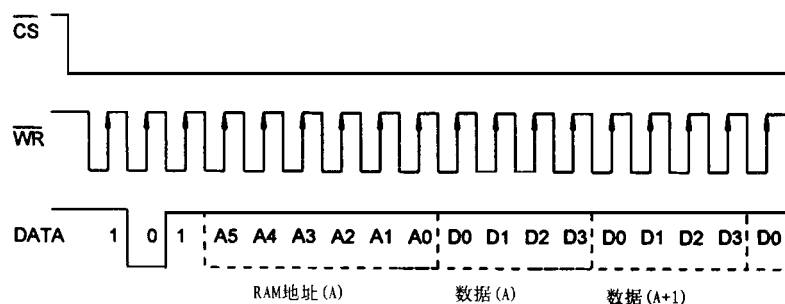 CS
WR
DATA 1 0 1 A5 A4 A3 A2 A1 A0 D0 D1 D2 D3 D0 D1 D2 D3 D0
RAM地址(A) 数据(A) 数据(A+1)